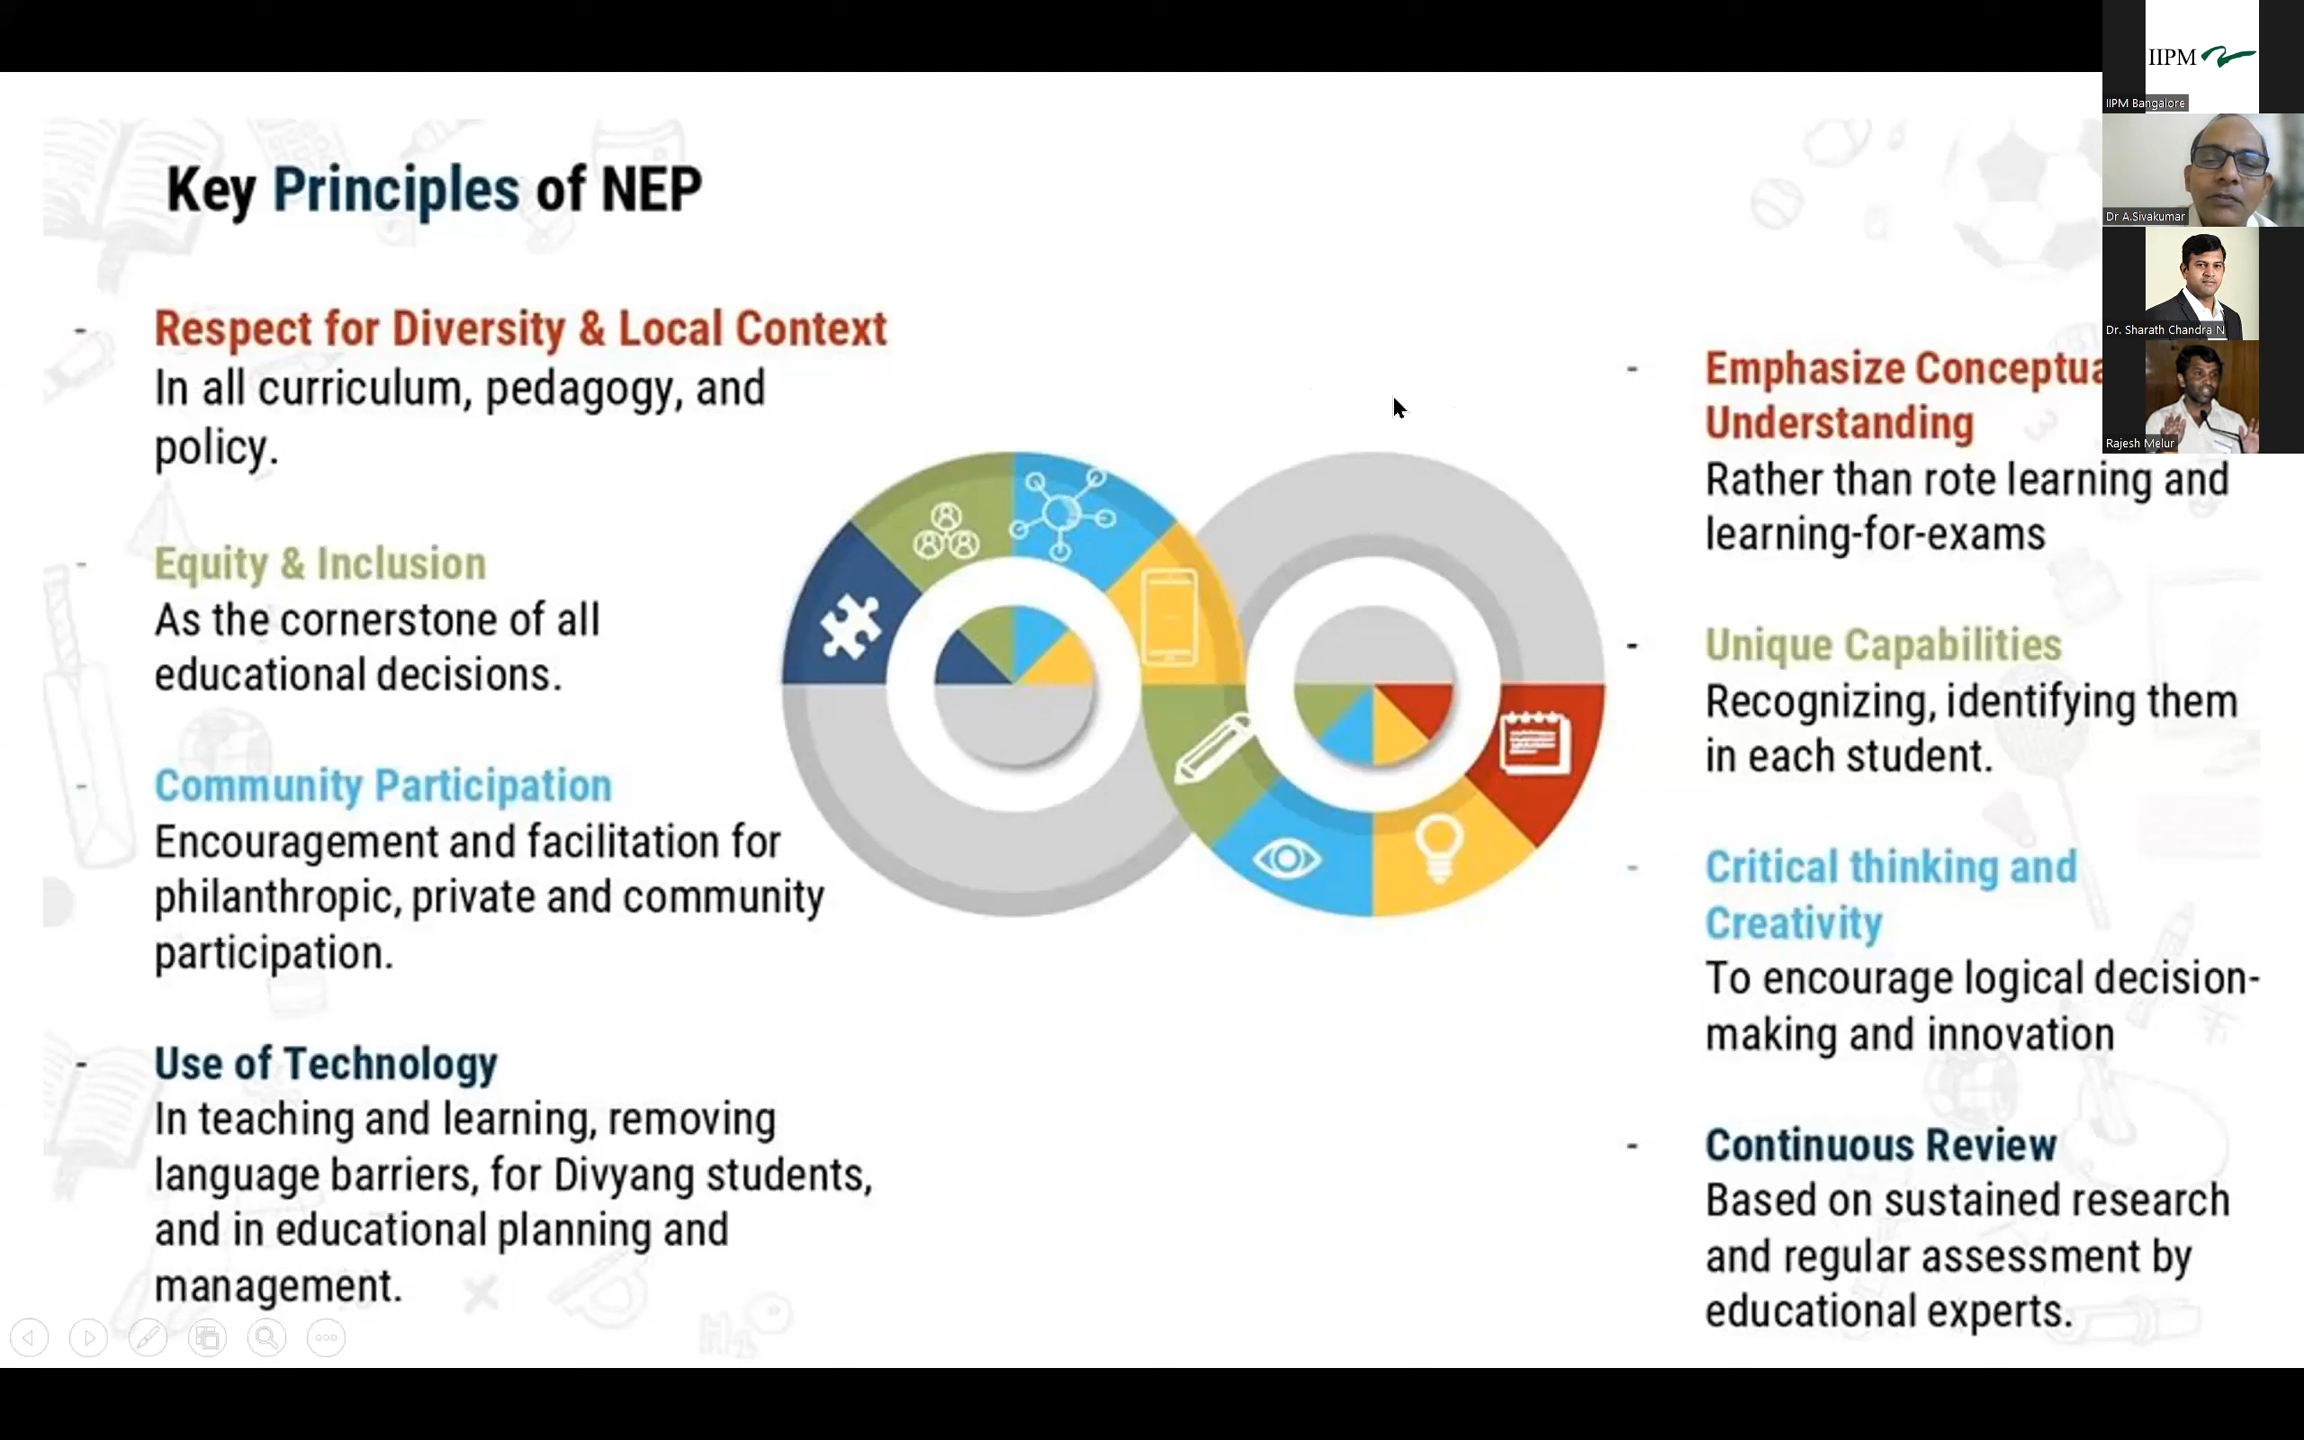 Key Principles of NEP
Respect for Diversity & Local Context
In all curriculum, pedagogy, and
policy.
Equity & Inclusion
As the cornerstone of all
educational decisions.
Community Participation
Encouragement and facilitation for
philanthropic, private and community
participation.
Use of Technology
In teaching and learning, removing
language barriers, for Divyang students,
and in educational planning and
management.
Emphasize Conceptua
Understanding
Rather than rote learning and
learning-for-exams
Unique Capabilities
Recognizing, identifying them
in each student.
Critical thinking and
Creativity
To encourage logical decision-
making and innovation
Continuous Review
Based on sustained research
and regular assessment by
educational experts.
IIPM
IIPM Bangalore
Dr A.Sivakumar
Dr. Sharath Chandra N
Rajesh Melur
H₂O